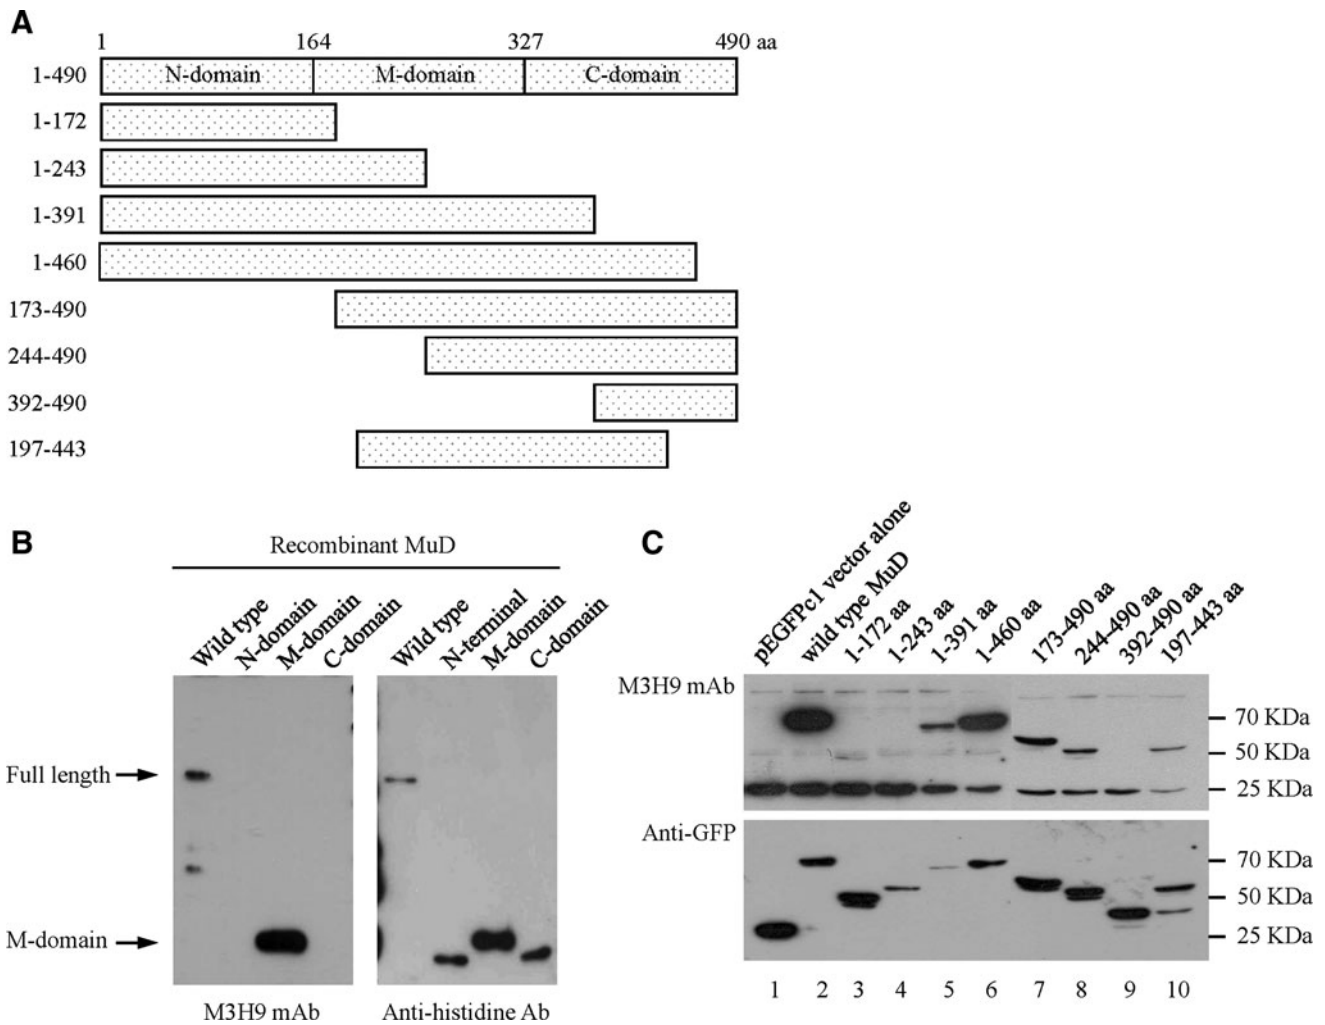 A
1 164 327 490 aa
1-490 N-domain M-domain C-domain
1-172
1-243
1-391
1-460
173-490
244-490
392-490
197-443
B
Recombinant MuD
Wild type N-domain M-domain C-domain
Wild type N-terminal M-domain C-domain
Full length
M-domain
M3H9 mAb Anti-histidine Ab
C
pEGFPc1 vector alone
wild type MuD
1-172 aa
1-243 aa
1-391 aa
1-460 aa
173-490 aa
244-490 aa
392-490 aa
197-443 aa
M3H9 mAb
70 KDa
50 KDa
25 KDa
Anti-GFP
70 KDa
50 KDa
25 KDa
1 2 3 4 5 6 7 8 9 10